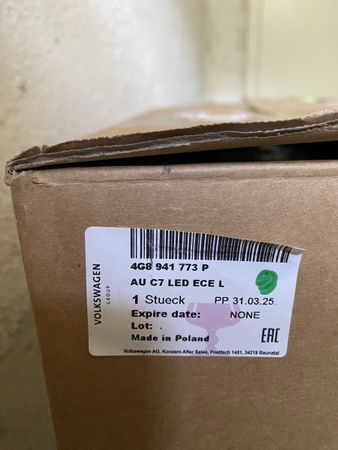 VOLKSWAGEN
GROUP
4G8 941 773 P
AU C7 LED ECE L
1 Stueck PP 31.03.25.
Expire date: NONE
Lot: .
Made in Poland
EAC
Volkswagen AG, Konzern After Sales, Postfach 1451, 34219 Baunatal